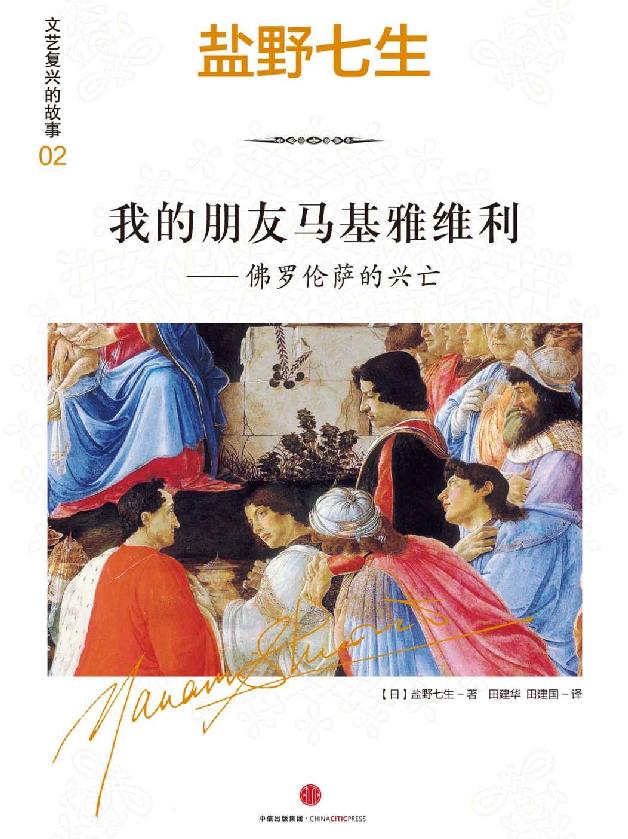 文艺复兴的故事
02
盐野七生
我的朋友马基雅维利
——佛罗伦萨的兴亡
【日】盐野七生－著 田建华 田建国－译
中信出版集团·CHINACITICPRESS